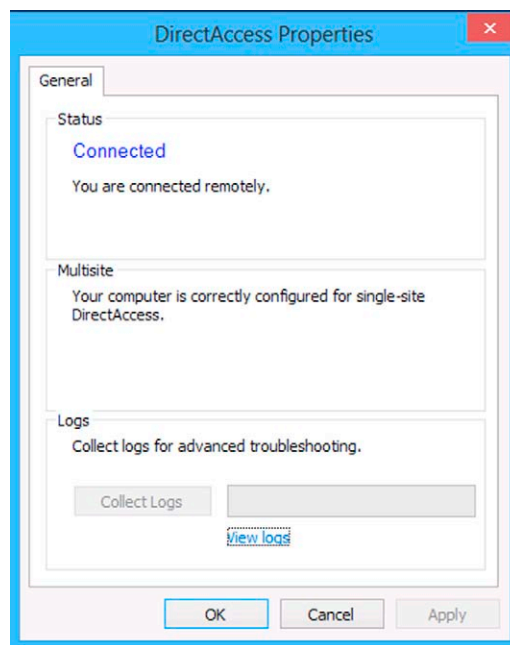 DirectAccess Properties
General
Status
Connected
You are connected remotely.
Multisite
Your computer is correctly configured for single-site
DirectAccess.
Logs
Collect logs for advanced troubleshooting.
Collect Logs
View logs
OK Cancel Apply